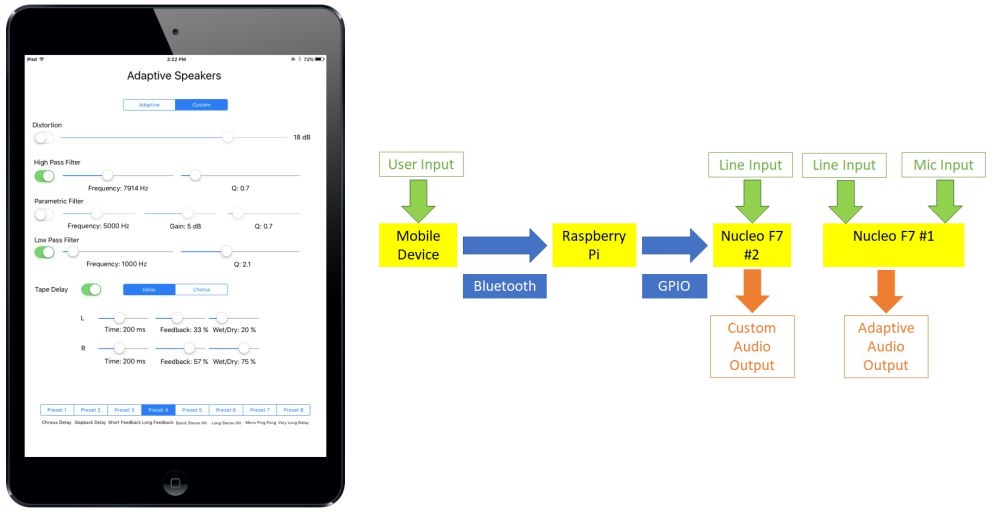 iPad
3:22 PM
72%
Adaptive Speakers
Adaptive
Custom
Distortion
18 dB
High Pass Filter
Frequency: 7914 Hz
Q: 0.7
Parametric Filter
Frequency: 5000 Hz
Gain: 5 dB
Q: 0.7
Low Pass Filter
Frequency: 1000 Hz
Q: 2.1
Tape Delay
Delay
Chorus
L
Time: 200 ms
Feedback: 33 %
Wet/Dry: 20 %
R
Time: 200 ms
Feedback: 57 %
Wet/Dry: 75 %
Preset 1
Preset 2
Preset 3
Preset 4
Preset 5
Preset 6
Preset 7
Preset 8
Chrous Delay
Slapback Delay
Short Feedback
Long Feedback
Quick Stereo Hit
Long Stereo Hit
Mono Ping Pong
Very Long Delay
User Input
Line Input
Line Input
Mic Input
Mobile
Device
Raspberry
Pi
Nucleo F7
#2
Nucleo F7 #1
Bluetooth
GPIO
Custom
Audio
Output
Adaptive
Audio
Output